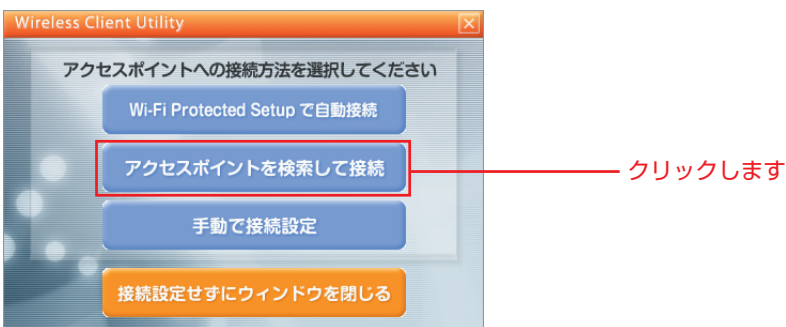 Wireless Client Utility
アクセスポイントへの接続方法を選択してください
Wi-Fi Protected Setup で自動接続
アクセスポイントを検索して接続
クリックします
手動で接続設定
接続設定せずにウィンドウを閉じる